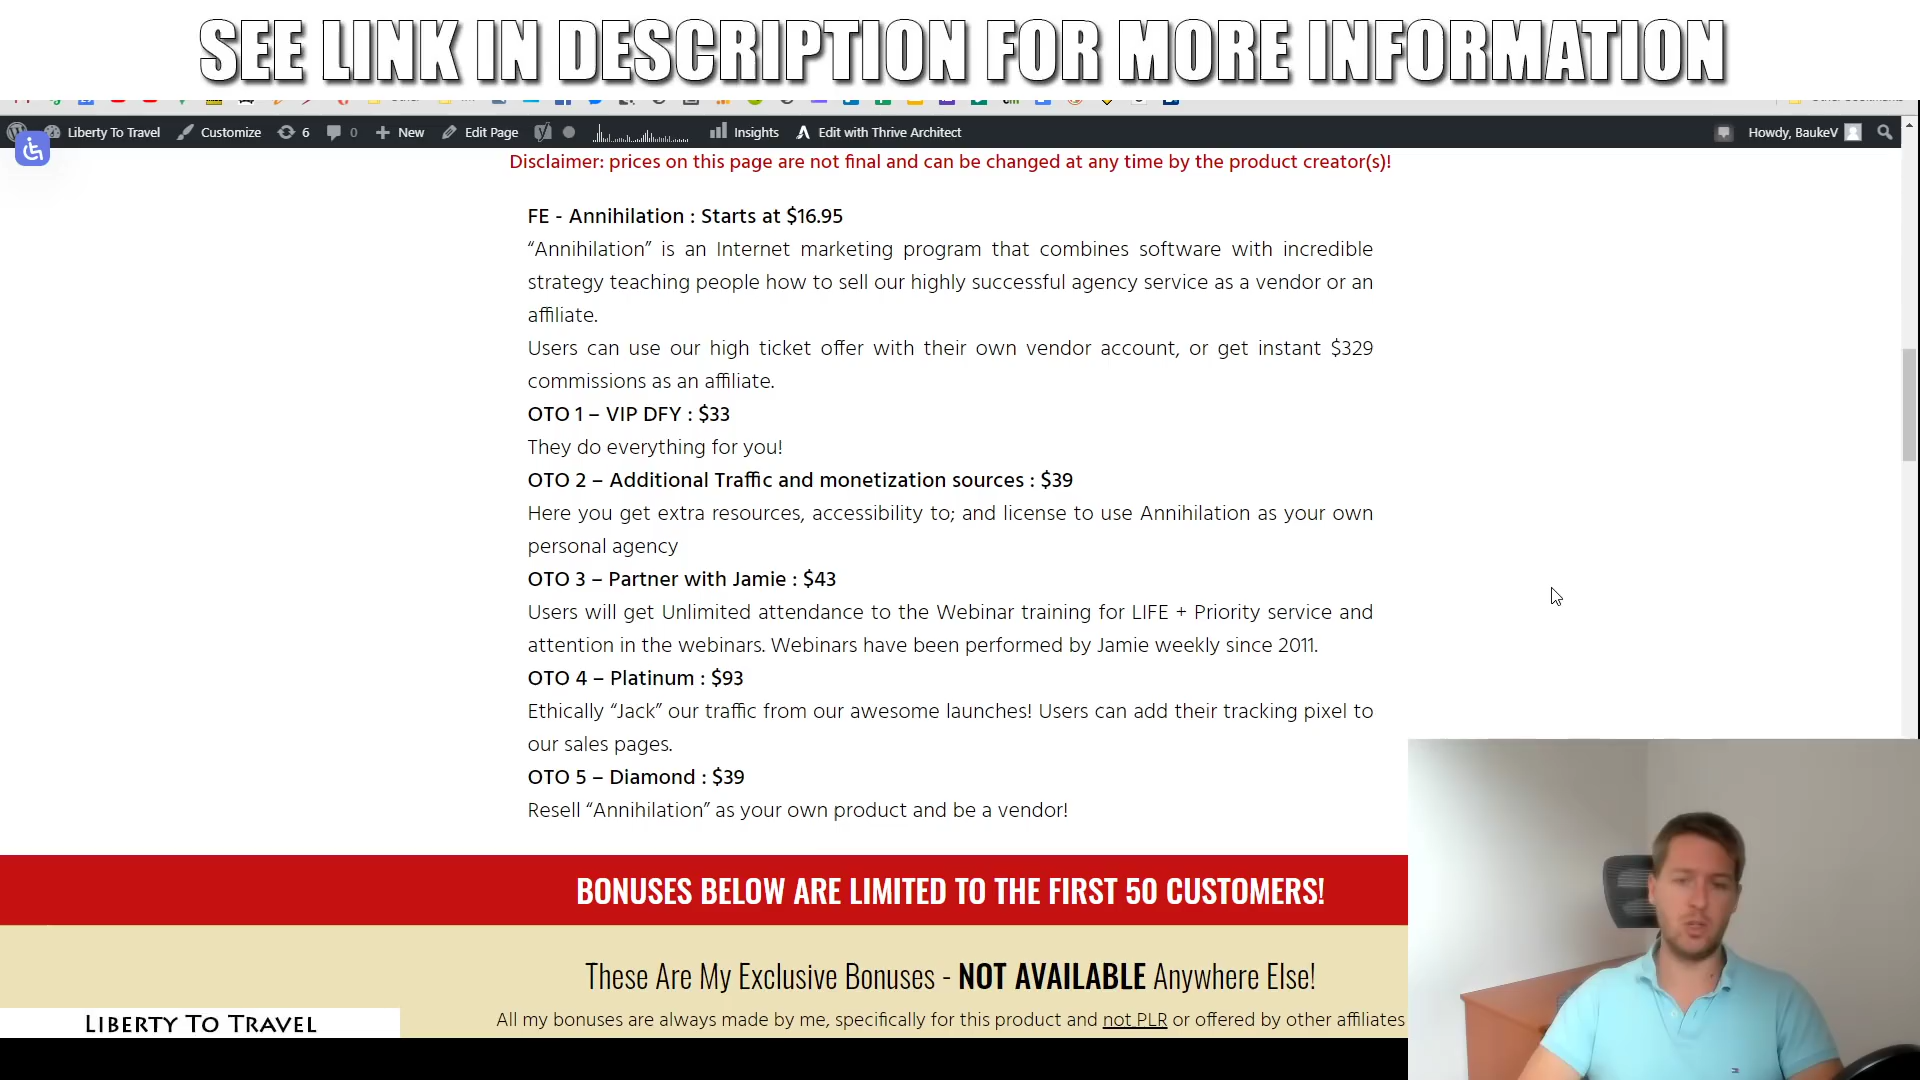 SEE LINK IN DESCRIPTION FOR MORE INFORMATION
Liberty To Travel Customize 6 0 New Edit Page Insights Edit with Thrive Architect Howdy, BaukeV
Disclaimer: prices on this page are not final and can be changed at any time by the product creator(s)!
FE - Annihilation : Starts at $16.95
“Annihilation” is an Internet marketing program that combines software with incredible
strategy teaching people how to sell our highly successful agency service as a vendor or an
affiliate.
Users can use our high ticket offer with their own vendor account, or get instant $329
commissions as an affiliate.
OTO 1 – VIP DFY : $33
They do everything for you!
OTO 2 – Additional Traffic and monetization sources : $39
Here you get extra resources, accessibility to; and license to use Annihilation as your own
personal agency
OTO 3 – Partner with Jamie : $43
Users will get Unlimited attendance to the Webinar training for LIFE + Priority service and
attention in the webinars. Webinars have been performed by Jamie weekly since 2011.
OTO 4 – Platinum : $93
Ethically “Jack” our traffic from our awesome launches! Users can add their tracking pixel to
our sales pages.
OTO 5 – Diamond : $39
Resell “Annihilation” as your own product and be a vendor!
BONUSES BELOW ARE LIMITED TO THE FIRST 50 CUSTOMERS!
These Are My Exclusive Bonuses - NOT AVAILABLE Anywhere Else!
All my bonuses are always made by me, specifically for this product and not PLR or offered by other affiliates
LIBERTY TO TRAVEL